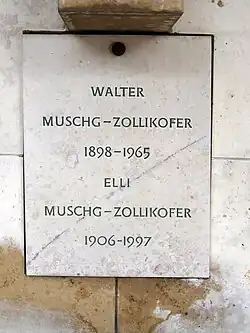 WALTER
MUSCHG-ZOLLIKOFER
1898-1965
ELLI
MUSCHG-ZOLLIKOFER
1906-1997